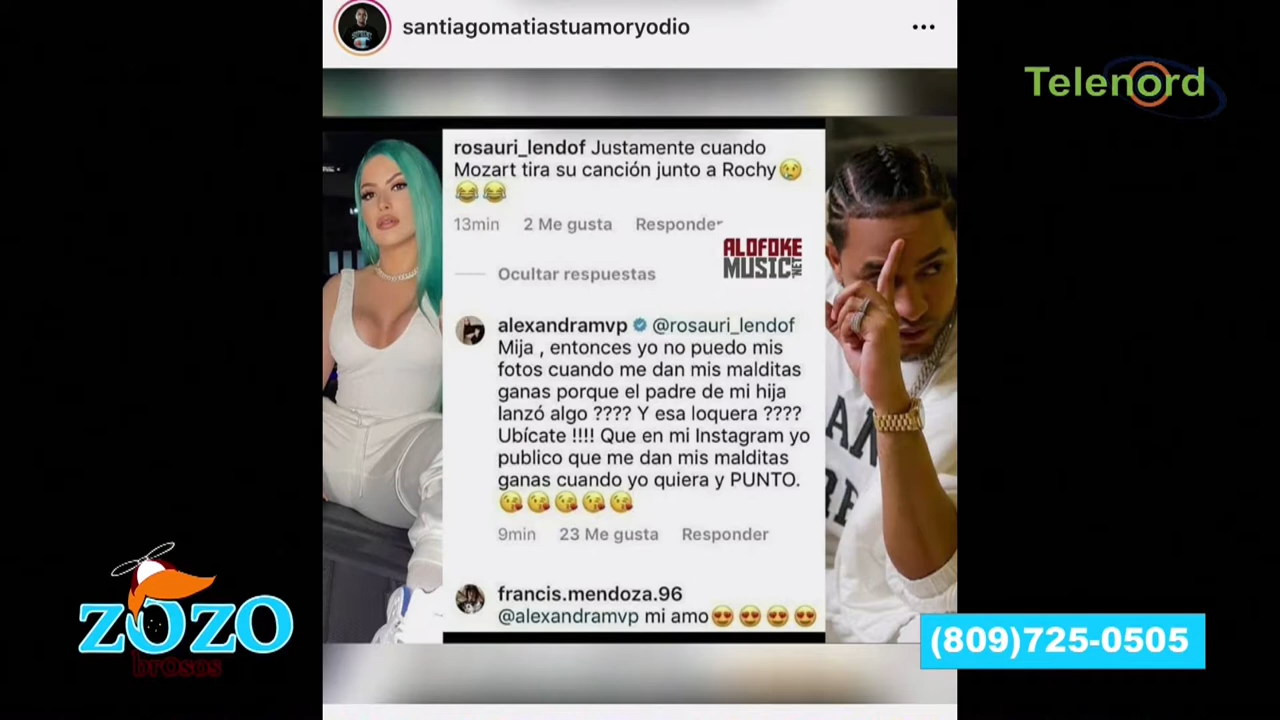 santiagomatiastuamoryodio
Telenord
rosauri_lendof Justamente cuando
Mozart tira su canción junto a Rochy😢
😂😂
13min 2 Me gusta Responder
ALOFOKE
MUSIC.NET
Ocultar respuestas
alexandramvp @rosauri_lendof
Mija , entonces yo no puedo mis
fotos cuando me dan mis malditas
ganas porque el padre de mi hija
lanzó algo ???? Y esa loquera ????
Ubícate !!!! Que en mi Instagram yo
publico que me dan mis malditas
ganas cuando yo quiera y PUNTO.
😘😘😘😘😘
9min 23 Me gusta Responder
francis.mendoza.96
@alexandramvp mi amo😍😍😍😍
zozo
brosos
(809)725-0505